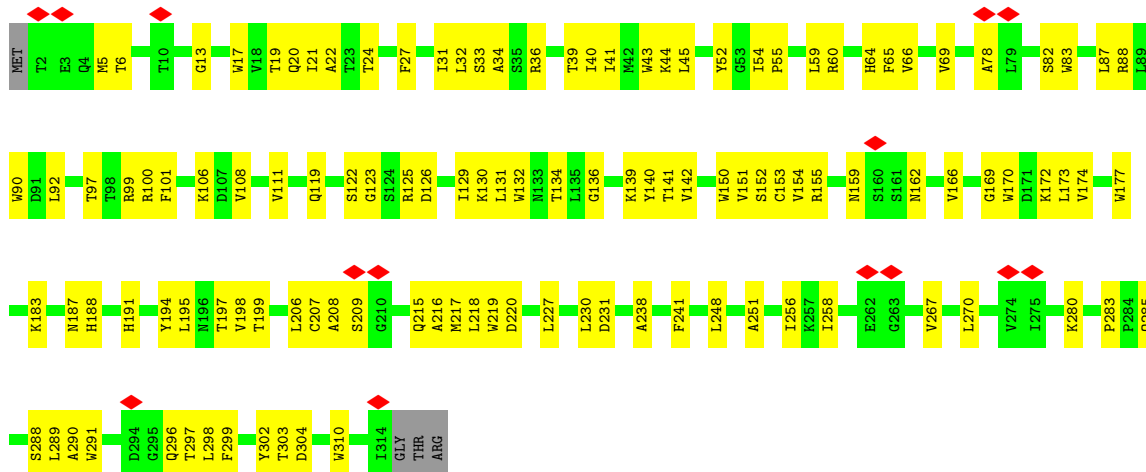 MET T2 E3 Q4 M5 T6 T10 G13 W17 V18 T19 Q20 I21 A22 T23 T24 F27 I31 L32 S33 A34 S35 R36 T39 I40 I41 M42 W43 K44 L45 Y52 G53 I54 P55 L59 R60 H64 F65 V66 V69 A78 L79 S82 W83 L87 R88 L89
W90 D91 L92 T97 T98 R99 R100 F101 K106 D107 V108 V111 Q119 S122 G123 S124 R125 D126 I129 K130 L131 W132 N133 T134 L135 G136 K139 Y140 T141 V142 W150 V151 S152 C153 V154 R155 N159 S160 S161 N162 V166 G169 W170 D171 K172 L173 V174 W177
K183 N187 H188 H191 Y194 L195 N196 T197 V198 T199 L206 C207 A208 S209 G210 Q215 A216 M217 L218 W219 D220 L227 L230 D231 A238 F241 L248 A251 I256 K257 I258 E262 G263 V267 L270 V274 I275 K280 P283 P284
S288 L289 A290 W291 D294 G295 Q296 T297 L298 F299 Y302 T303 D304 W310 I314 GLY THR ARG